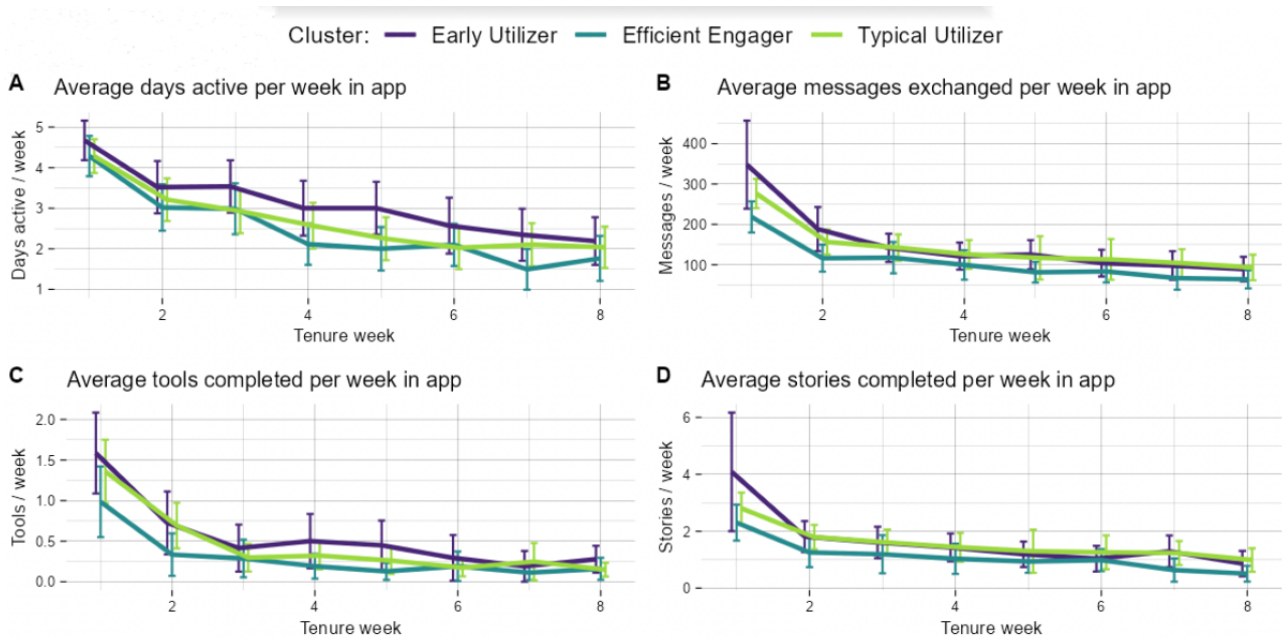 Cluster: Early Utilizer Efficient Engager Typical Utilizer
A Average days active per week in app
Days active / week
5
4
3
2
1
2 4 6 8
Tenure week
B Average messages exchanged per week in app
Messages / week
400
300
200
100
2 4 6 8
Tenure week
C Average tools completed per week in app
Tools / week
2.0
1.5
1.0
0.5
0.0
2 4 6 8
Tenure week
D Average stories completed per week in app
Stories / week
6
4
2
0
2 4 6 8
Tenure week